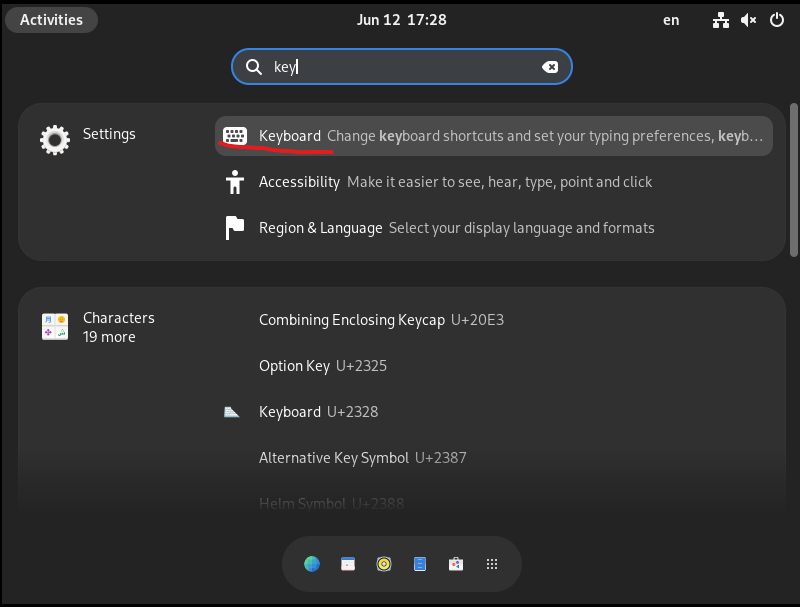 Activities Jun 12 17:28 en
key
Settings
Keyboard Change keyboard shortcuts and set your typing preferences, keyb...
Accessibility Make it easier to see, hear, type, point and click
Region & Language Select your display language and formats
Characters
19 more
Combining Enclosing Keycap U+20E3
Option Key U+2325
Keyboard U+2328
Alternative Key Symbol U+2387
Helm Symbol U+2388